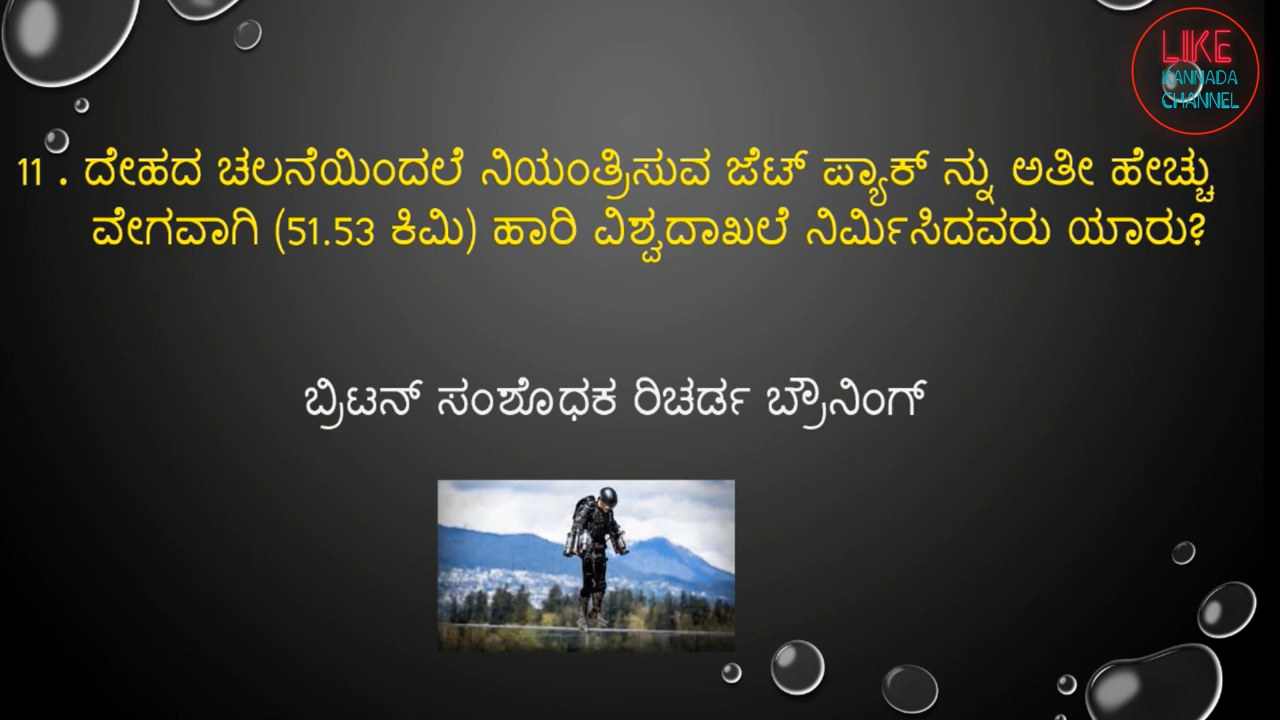 LIKE
KANNADA
CHANNEL
11 . ದೇಹದ ಚಲನೆಯಿಂದಲೆ ನಿಯಂತ್ರಿಸುವ ಜೆಟ್ ಪ್ಯಾಕ್ ನ್ನು ಅತೀ ಹೇಚ್ಚು
ವೇಗವಾಗಿ (51.53 ಕಿಮಿ) ಹಾರಿ ವಿಶ್ವದಾಖಲೆ ನಿರ್ಮಿಸಿದವರು ಯಾರು?
ಬ್ರಿಟನ್ ಸಂಶೊಧಕ ರಿಚರ್ಡ ಬ್ರೌನಿಂಗ್